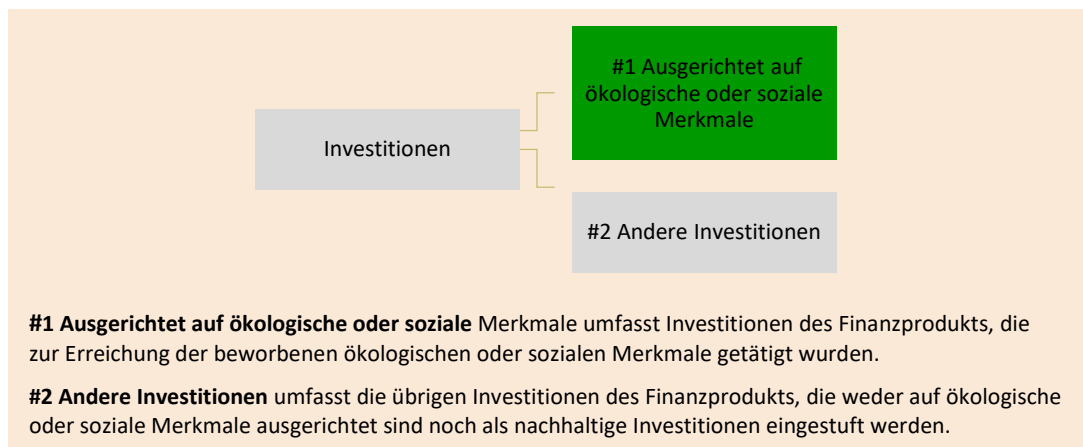 #1 Ausgerichtet auf
ökologische oder soziale
Merkmale
Investitionen
#2 Andere Investitionen
#1 Ausgerichtet auf ökologische oder soziale Merkmale umfasst Investitionen des Finanzprodukts, die
zur Erreichung der beworbenen ökologischen oder sozialen Merkmale getätigt wurden.
#2 Andere Investitionen umfasst die übrigen Investitionen des Finanzprodukts, die weder auf ökologische
oder soziale Merkmale ausgerichtet sind noch als nachhaltige Investitionen eingestuft werden.